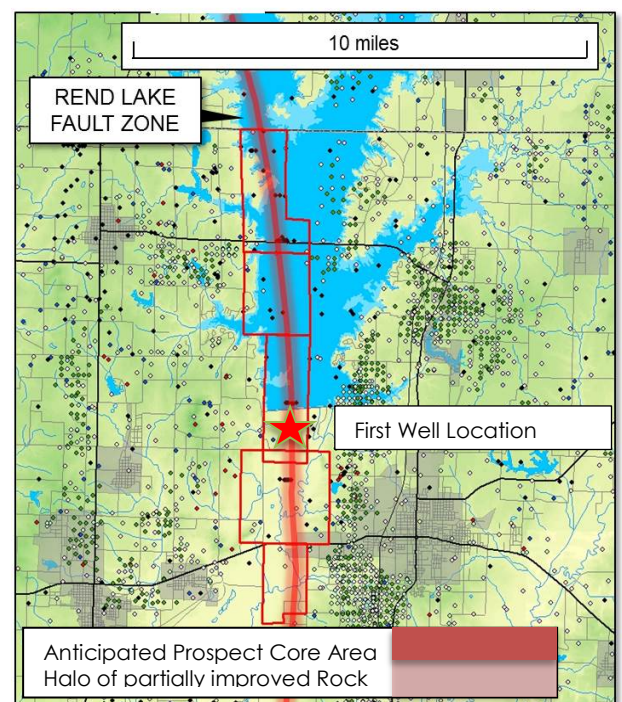 10 miles
REND LAKE
FAULT ZONE
First Well Location
Anticipated Prospect Core Area
Halo of partially improved Rock